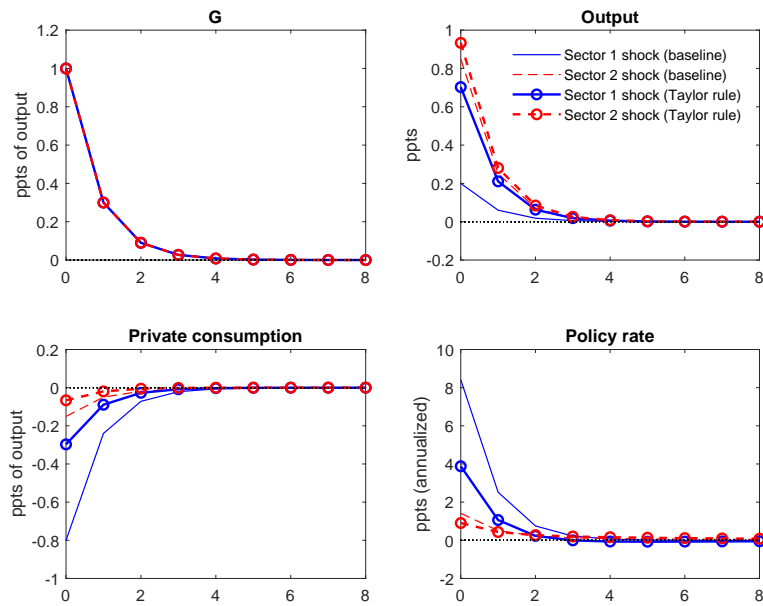 G
ppts of output
1.2
1
0.8
0.6
0.4
0.2
0
0 2 4 6 8
Output
ppts
1
0.8
0.6
0.4
0.2
0
-0.2
0 2 4 6 8
Sector 1 shock (baseline)
Sector 2 shock (baseline)
Sector 1 shock (Taylor rule)
Sector 2 shock (Taylor rule)
Private consumption
ppts of output
0.2
0
-0.2
-0.4
-0.6
-0.8
-1
0 2 4 6 8
Policy rate
ppts (annualized)
10
8
6
4
2
0
-2
0 2 4 6 8